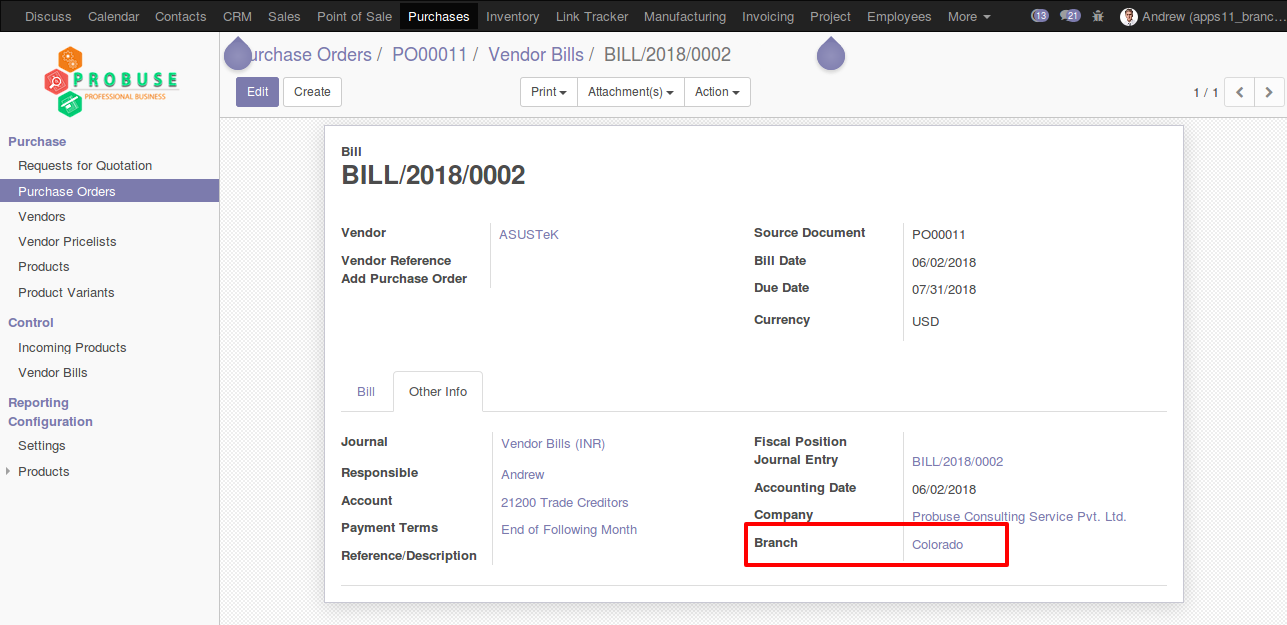 Discuss Calendar Contacts CRM Sales Point of Sale Purchases Inventory Link Tracker Manufacturing Invoicing Project Employees More 13 21 Andrew (apps11_branc...
PROBUSE
PROFESSIONAL BUSINESS
urchase Orders / PO00011 / Vendor Bills / BILL/2018/0002
Edit Create Print Attachment(s) Action 1 / 1
Purchase
Requests for Quotation
Purchase Orders
Vendors
Vendor Pricelists
Products
Product Variants
Control
Incoming Products
Vendor Bills
Reporting
Configuration
Settings
Products
Bill
BILL/2018/0002
Vendor ASUSTeK
Vendor Reference
Add Purchase Order
Source Document PO00011
Bill Date 06/02/2018
Due Date 07/31/2018
Currency USD
Bill Other Info
Journal Vendor Bills (INR)
Responsible Andrew
Account 21200 Trade Creditors
Payment Terms End of Following Month
Reference/Description
Fiscal Position
Journal Entry BILL/2018/0002
Accounting Date 06/02/2018
Company Probuse Consulting Service Pvt. Ltd.
Branch Colorado